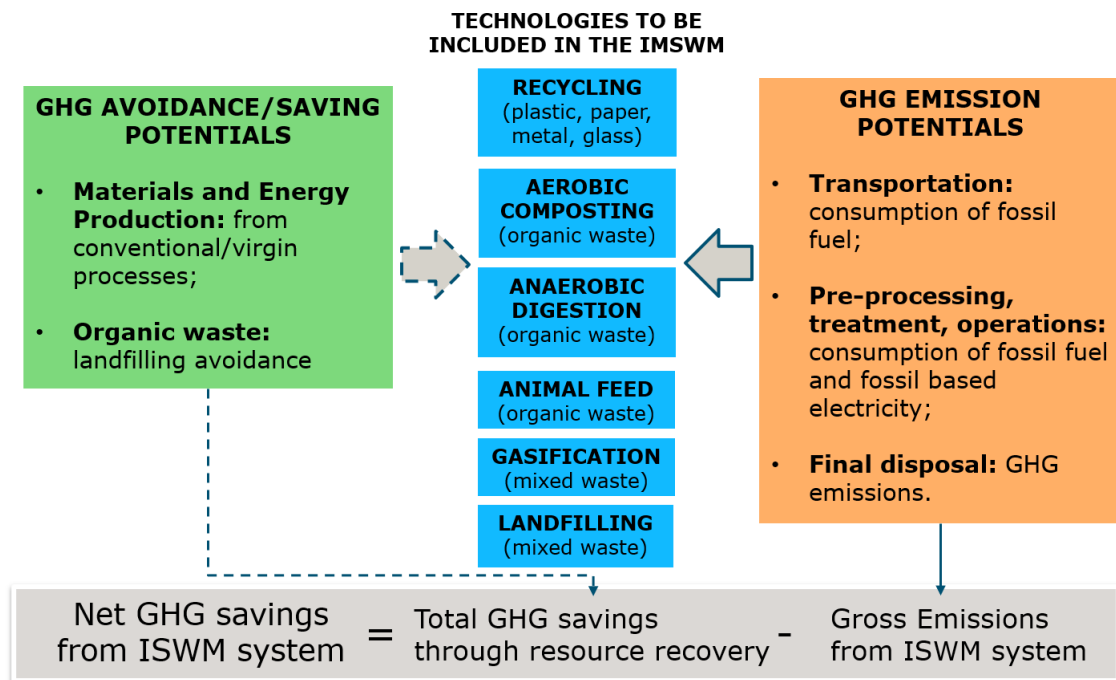 TECHNOLOGIES TO BE
INCLUDED IN THE IMSWM
GHG AVOIDANCE/SAVING
POTENTIALS
• Materials and Energy
Production: from
conventional/virgin
processes;
• Organic waste:
landfilling avoidance
RECYCLING
(plastic, paper,
metal, glass)
AEROBIC
COMPOSTING
(organic waste)
ANAEROBIC
DIGESTION
(organic waste)
ANIMAL FEED
(organic waste)
GASIFICATION
(mixed waste)
LANDFILLING
(mixed waste)
GHG EMISSION
POTENTIALS
• Transportation:
consumption of fossil
fuel;
• Pre-processing,
treatment, operations:
consumption of fossil fuel
and fossil based
electricity;
• Final disposal: GHG
emissions.
Net GHG savings
from ISWM system
=
Total GHG savings
through resource recovery
-
Gross Emissions
from ISWM system